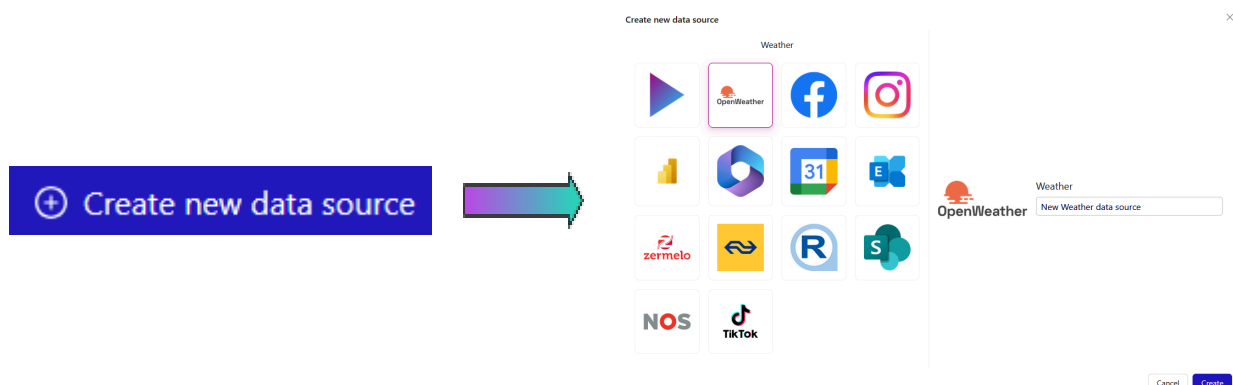 Create new data source
Create new data source
Weather
OpenWeather
31
E
zermelo
R
S
NOS
TikTok
OpenWeather
Weather
New Weather data source
Cancel
Create